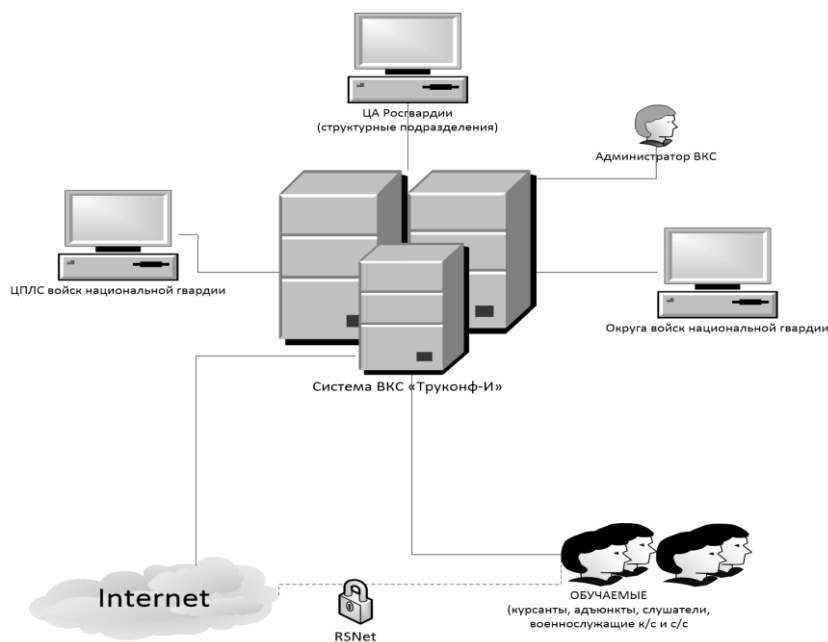 ЦА Росгвардии
(структурные подразделения)
Администратор ВКС
ЦПЛС войск национальной гвардии
Округа войск национальной гвардии
Система ВКС «Труконф-И»
Internet
RSNet
ОБУЧАЕМЫЕ
(курсанты, адъюнкты, слушатели,
военнослужащие к/с и с/с